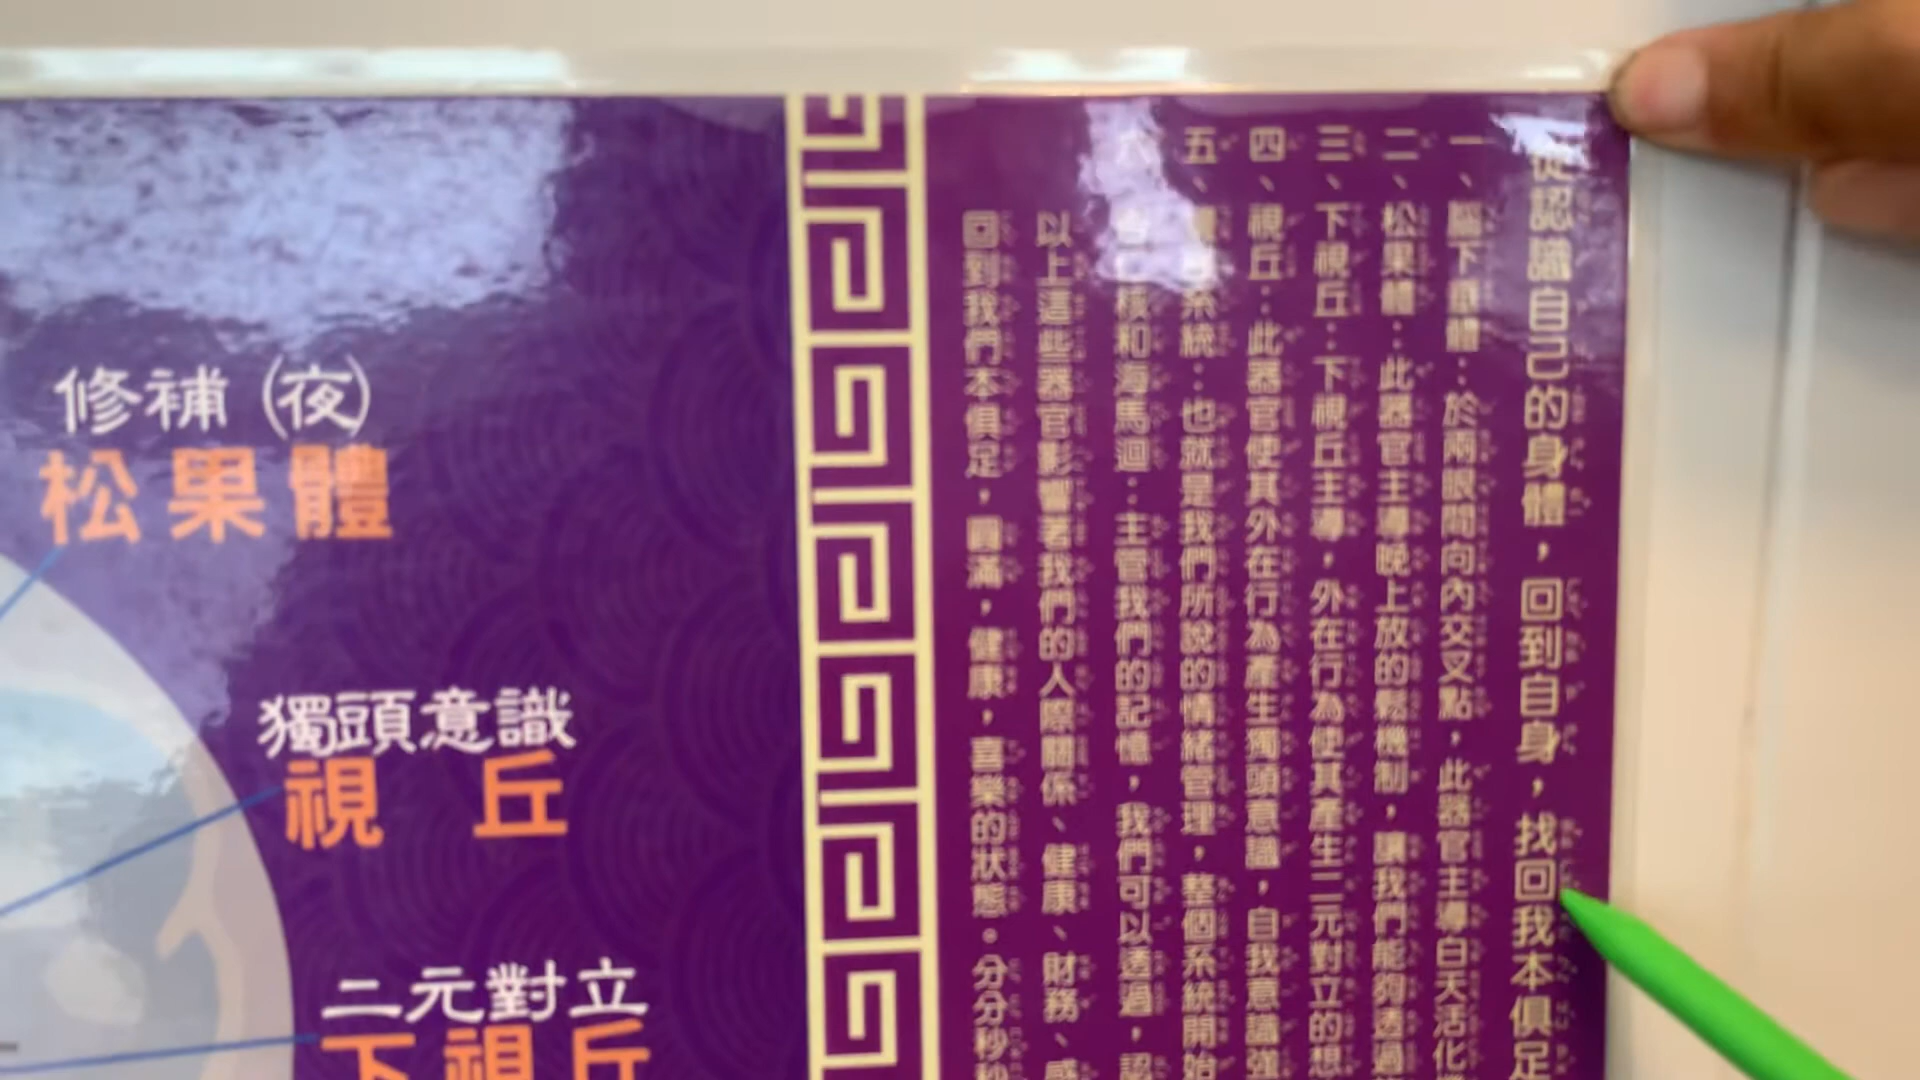 從認識自己的身體，回到自身，找回我本俱足
一、腦下垂體：於兩眼間向內交叉點，此器官主導白天活化
二、松果體：此器官主導晚上放的鬆機制，讓我們能夠透過
三、下視丘：下視丘主導，外在行為使其產生二元對立的想
四、視丘：此器官使其外在行為產生獨頭意識，自我意識強
五、系統：也就是我們所說的情緒管理，整個系統開始
核和海馬迴：主管我們的記憶，我們可以透過，認
以上這些器官影響著我們的人際關係、健康、財務、感
回到我們本俱足，圓滿，健康，喜樂的狀態。分分秒秒
修補（夜）
松果體
獨頭意識
視丘
二元對立
下視丘